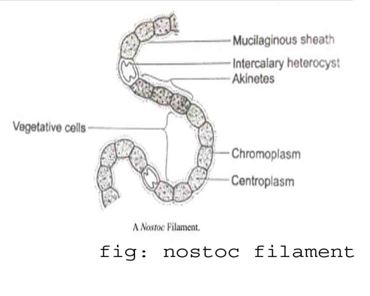 Mucilaginous sheath
Intercalary heterocyst
Akinetes
Vegetative cells
Chromoplasm
Centroplasm
A Nostoc Filament.
fig: nostoc filament